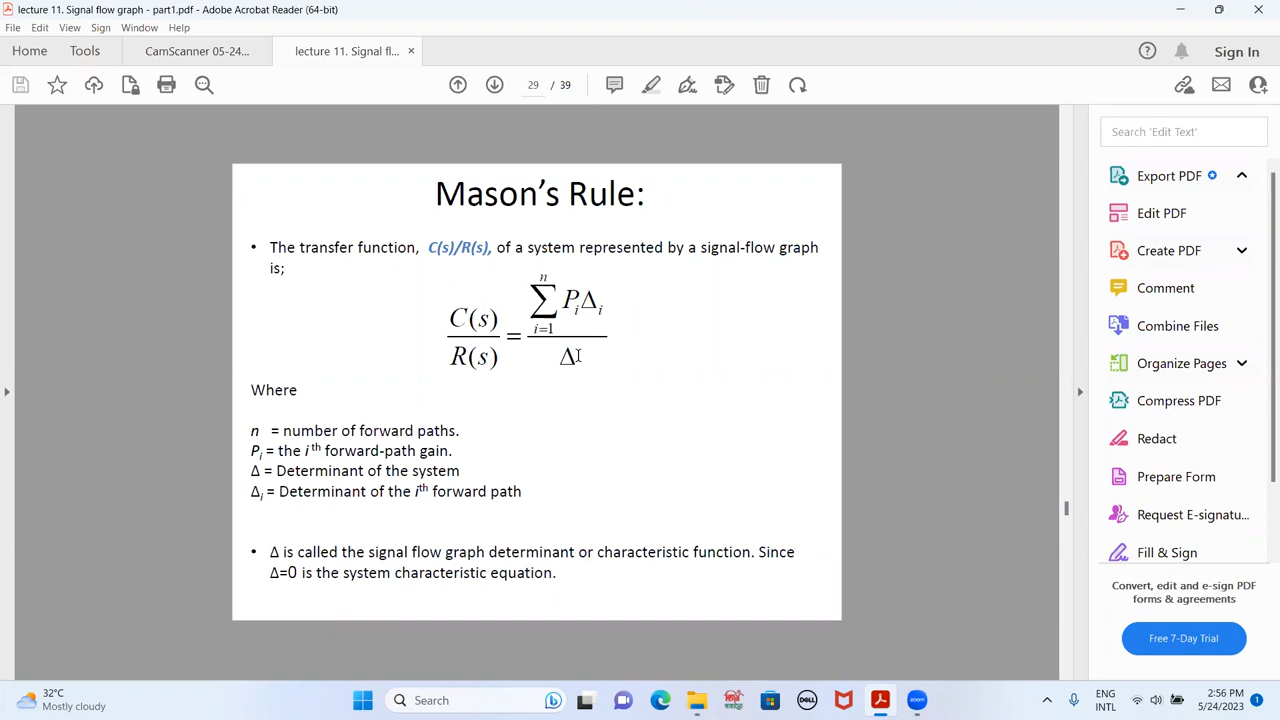 lecture 11. Signal flow graph - part1.pdf - Adobe Acrobat Reader (64-bit)
File Edit View Sign Window Help
Home Tools CamScanner 05-24... lecture 11. Signal fl... × Sign In
29 / 39
Search 'Edit Text'
Export PDF
Edit PDF
Create PDF
Comment
Combine Files
Organize Pages
Compress PDF
Redact
Prepare Form
Request E-signatu...
Fill & Sign
Convert, edit and e-sign PDF
forms & agreements
Free 7-Day Trial
Mason's Rule:
• The transfer function, C(s)/R(s), of a system represented by a signal-flow graph
is;
C(s)/R(s) = ∑_{i=1}^{n} P_i Δ_i / Δ
Where
n = number of forward paths.
P_i = the i th forward-path gain.
Δ = Determinant of the system
Δ_i = Determinant of the i th forward path
• Δ is called the signal flow graph determinant or characteristic function. Since
Δ=0 is the system characteristic equation.
32°C
Mostly cloudy
Search
DELL
zoom
ENG
INTL
2:56 PM
5/24/2023
1